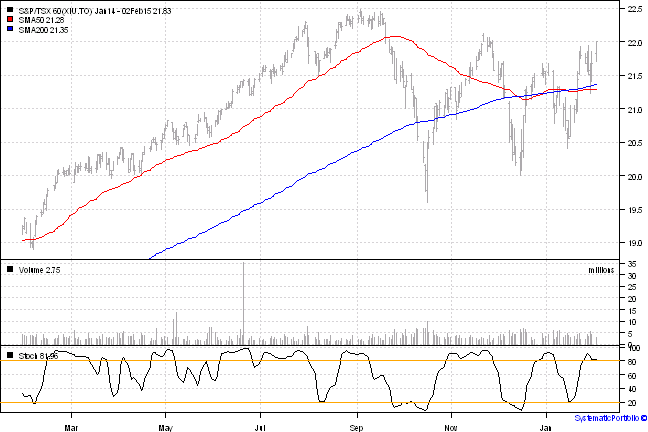 S&P/TSX 60(XIU.TO) Jan14 - 02Feb15 21.83
SMA50 21.28
SMA200 21.35
22.5
22.0
21.5
21.0
20.5
20.0
19.5
19.0
Volume 2.75
millions
35
30
25
20
15
10
5
0
Stoch 81.96
100
80
60
40
20
Mar
May
Jul
Sep
Nov
Jan
SystematicPortfolio ©